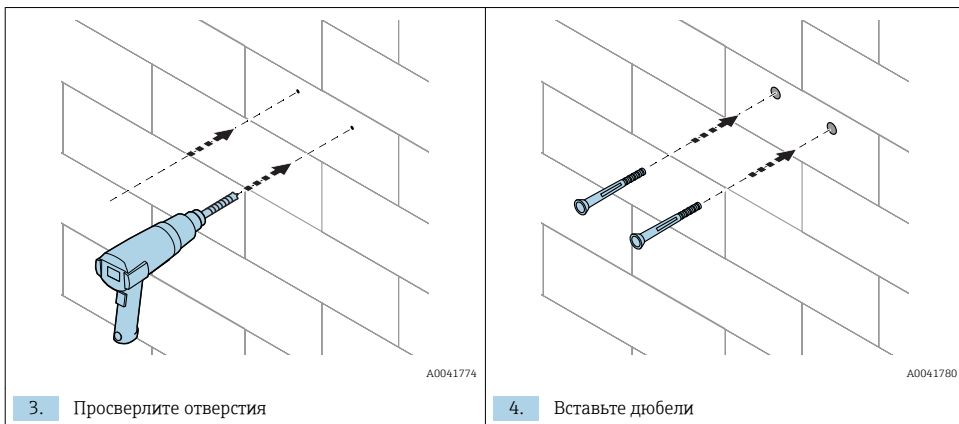 A0041774
A0041780
3. Просверлите отверстия
4. Вставьте дюбели